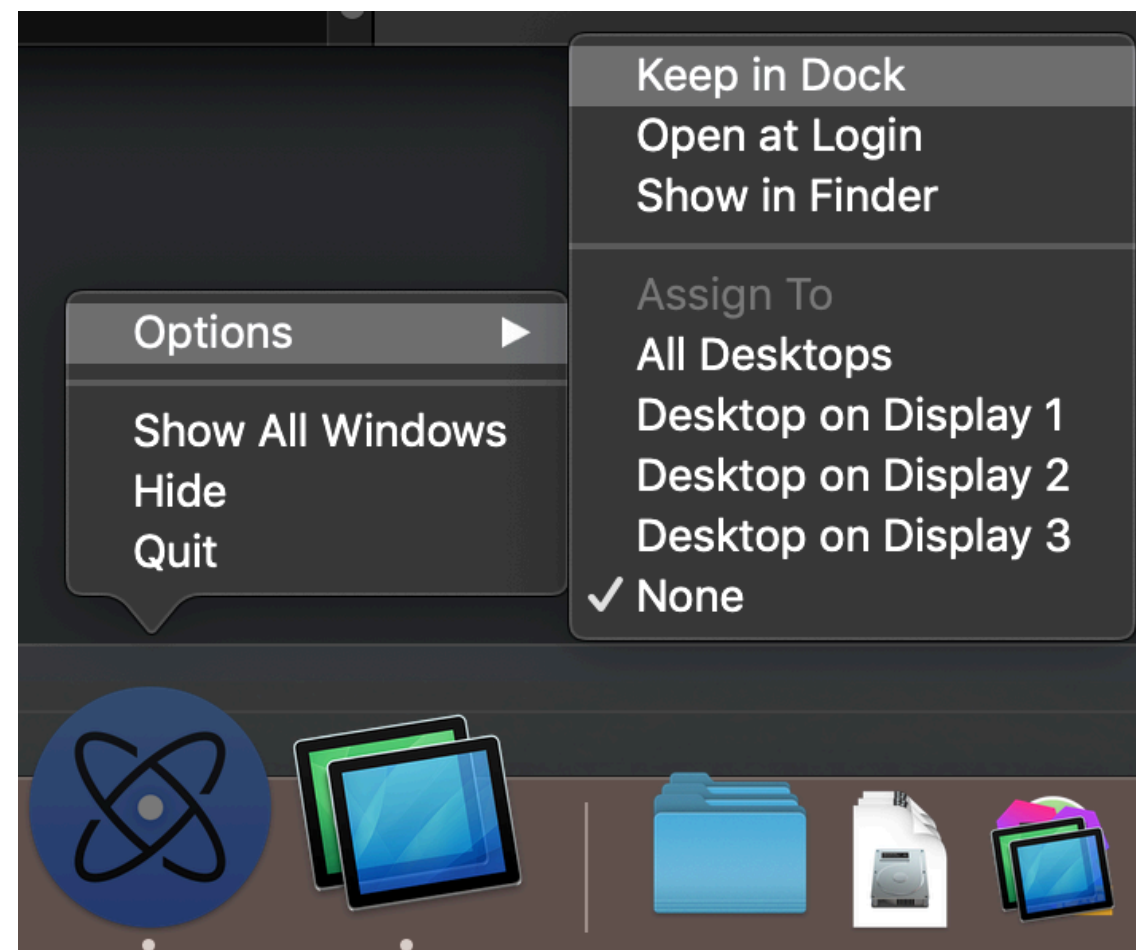 Options
Show All Windows
Hide
Quit
Keep in Dock
Open at Login
Show in Finder
Assign To
All Desktops
Desktop on Display 1
Desktop on Display 2
Desktop on Display 3
✓ None